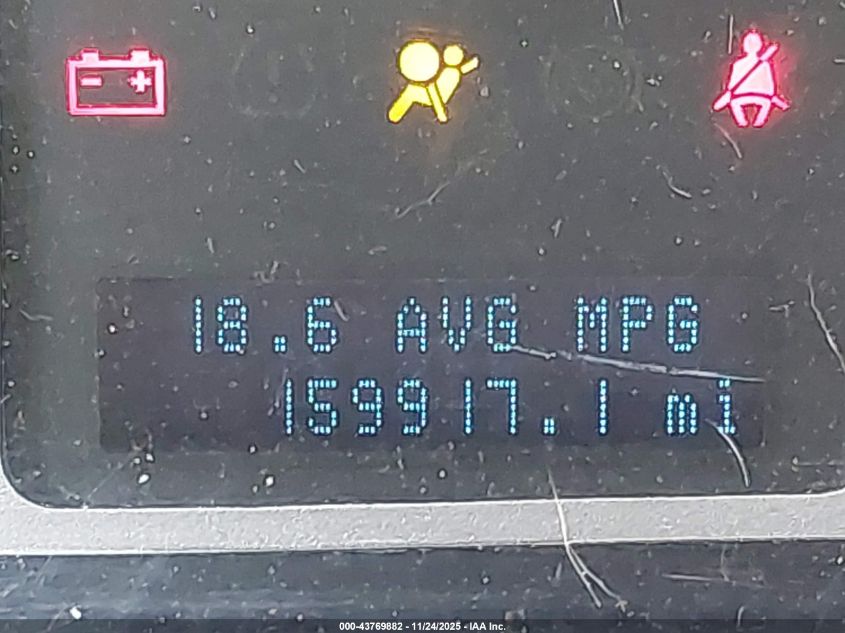 18.6 AVG MPG
159917.1 mi
000-43769882 - 11/24/2025 - IAA Inc.